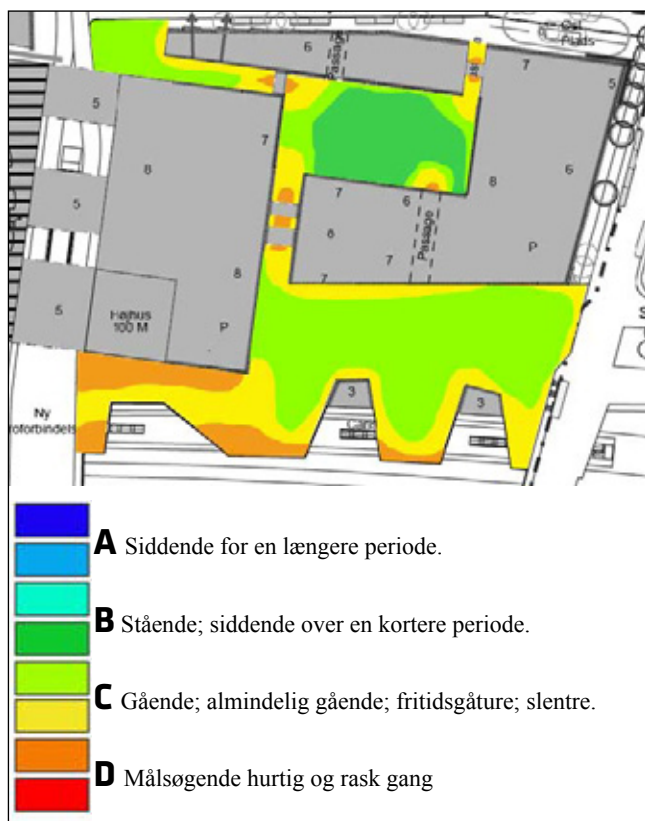 6
Passage
7
5
5
8
7
7
6
8
6
5
8
Passage
7
P
7
5
8
Højhus
100 M
P
3
3
Ny
A Siddende for en længere periode.
B Stående; siddende over en kortere periode.
C Gående; almindelig gående; fritidsgåture; slentre.
D Målsøgende hurtig og rask gang